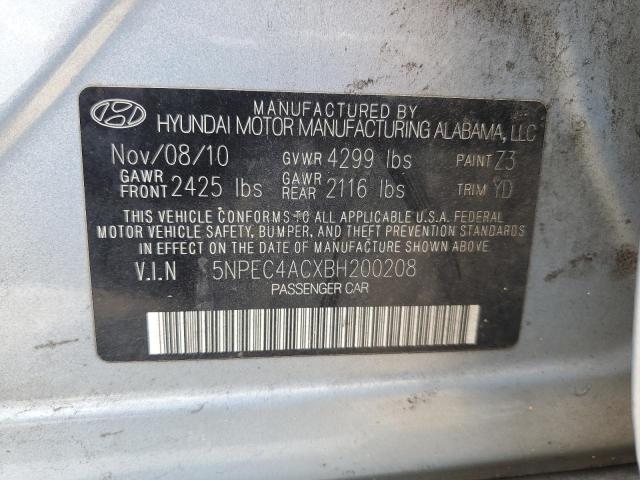 MANUFACTURED BY
HYUNDAI MOTOR MANUFACTURING ALABAMA, LLC
Nov/08/10 GVWR 4299 lbs PAINT Z3
GAWR FRONT 2425 lbs GAWR REAR 2116 lbs TRIM YD
THIS VEHICLE CONFORMS TO ALL APPLICABLE U.S.A. FEDERAL
MOTOR VEHICLE SAFETY, BUMPER, AND THEFT PREVENTION STANDARDS
IN EFFECT ON THE DATE OF MANUFACTURE SHOWN ABOVE.
V.I.N 5NPEC4ACXBH200208
PASSENGER CAR